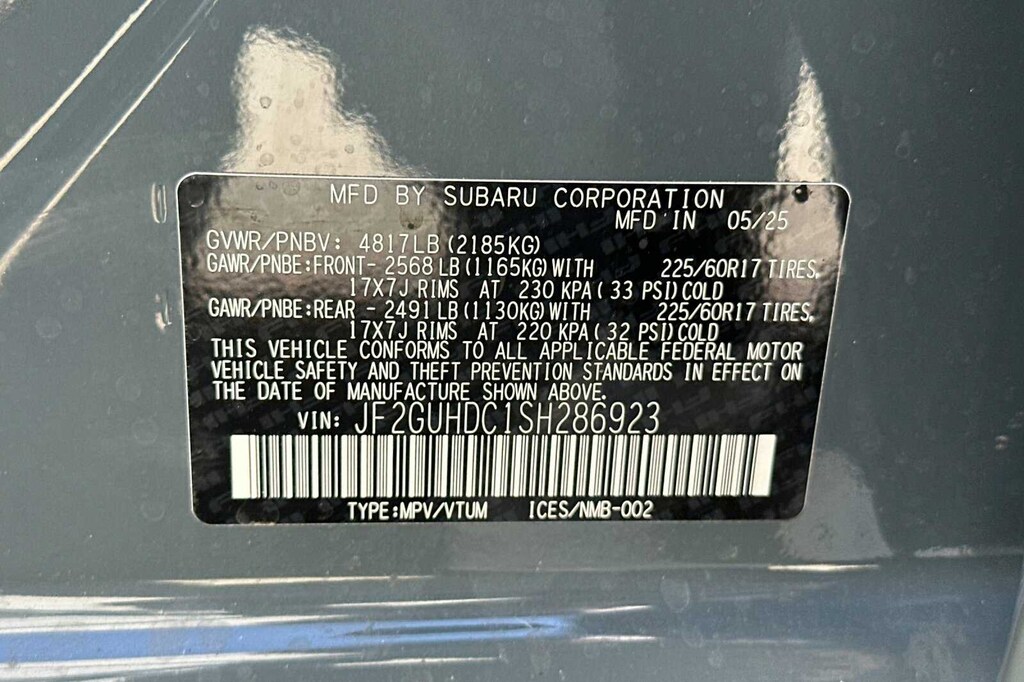 MFD BY SUBARU CORPORATION
MFD IN 05/25
GVWR/PNBV: 4817LB (2185KG)
GAWR/PNBE:FRONT- 2568 LB (1165KG) WITH 225/60R17 TIRES,
17X7J RIMS AT 230 KPA ( 33 PSI) COLD
GAWR/PNBE:REAR - 2491 LB (1130KG) WITH 225/60R17 TIRES,
17X7J RIMS AT 220 KPA ( 32 PSI) COLD
THIS VEHICLE CONFORMS TO ALL APPLICABLE FEDERAL MOTOR
VEHICLE SAFETY AND THEFT PREVENTION STANDARDS IN EFFECT ON
THE DATE OF MANUFACTURE SHOWN ABOVE.
VIN: JF2GUHDC1SH286923
TYPE:MPV/VTUM ICES/NMB-002